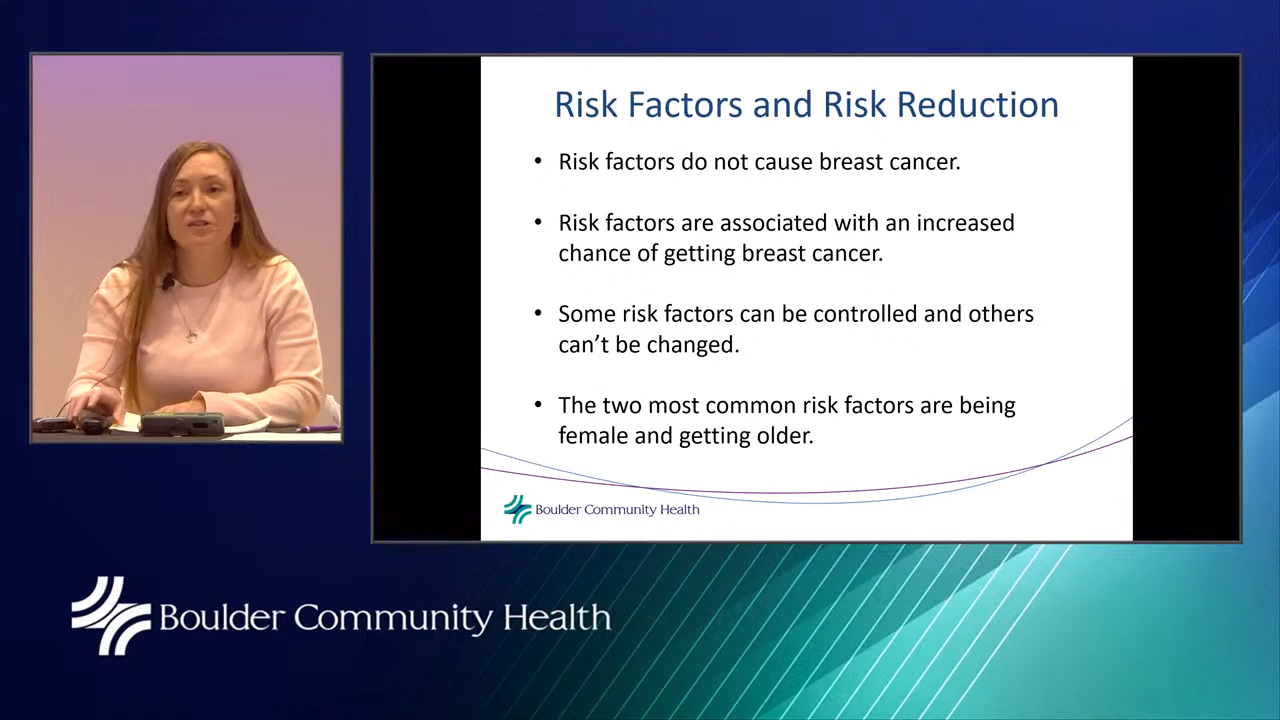 Risk Factors and Risk Reduction
• Risk factors do not cause breast cancer.
• Risk factors are associated with an increased
chance of getting breast cancer.
• Some risk factors can be controlled and others
can’t be changed.
• The two most common risk factors are being
female and getting older.
Boulder Community Health
Boulder Community Health